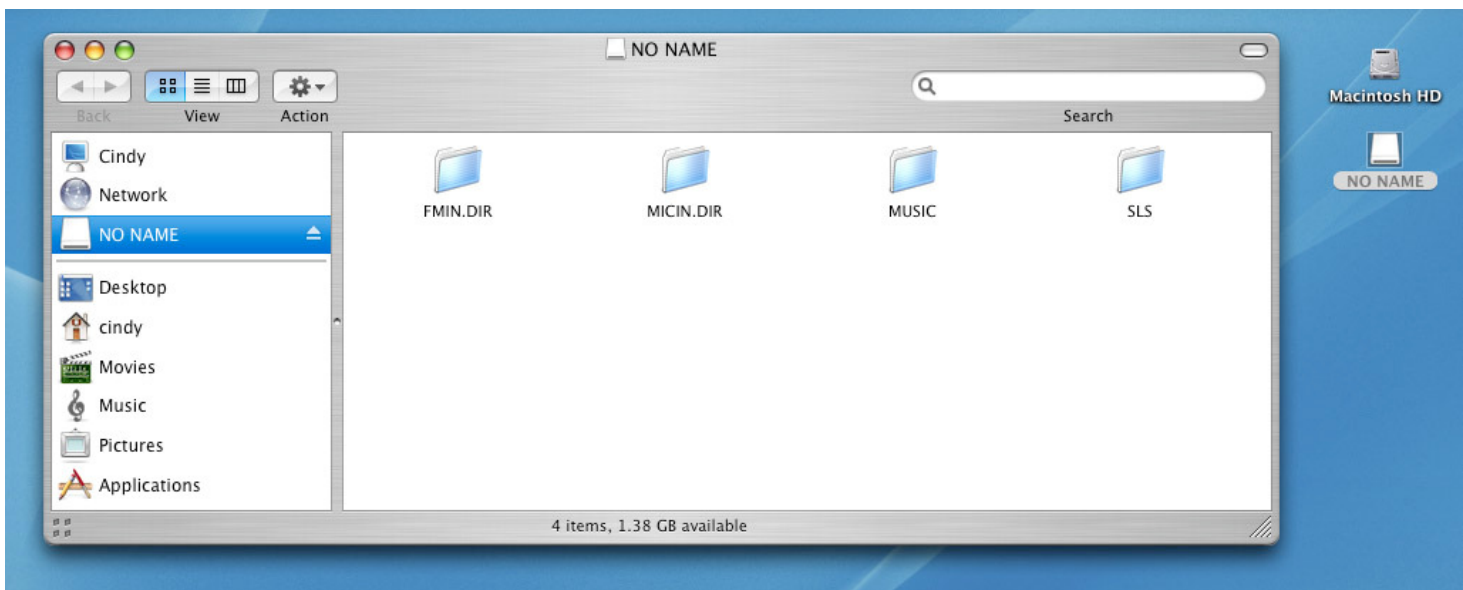 NO NAME
Back
View
Action
Search
Cindy
Network
NO NAME
Desktop
cindy
Movies
Music
Pictures
Applications
FMIN.DIR
MICIN.DIR
MUSIC
SLS
4 items, 1.38 GB available
Macintosh HD
NO NAME